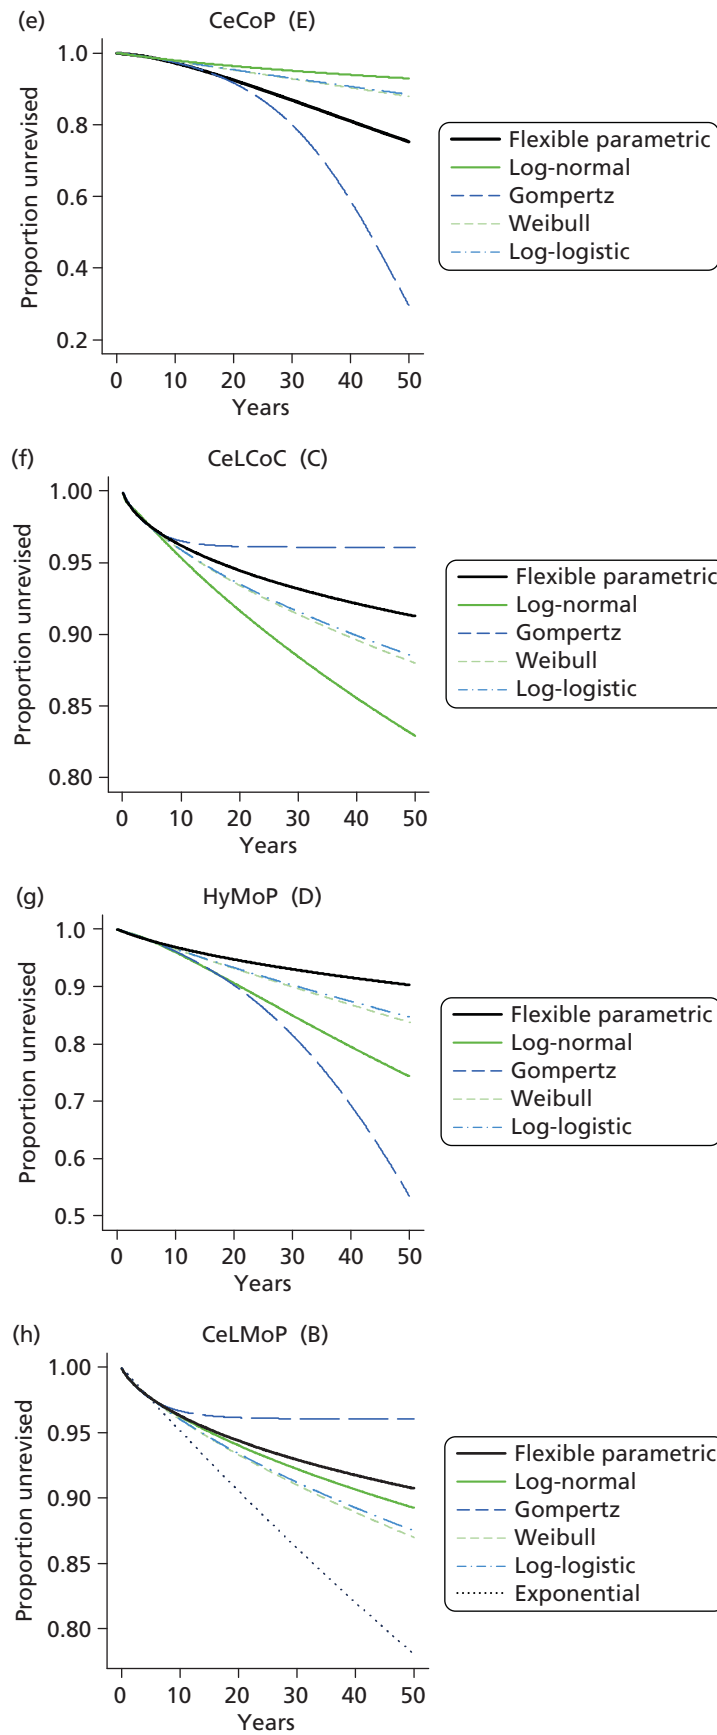 (e) CeCoP (E)
1.0
0.8
0.6
0.4
0.2
Proportion unrevised
0 10 20 30 40 50
Years
Flexible parametric
Log-normal
Gompertz
Weibull
Log-logistic
(f) CeLCoC (C)
1.00
0.95
0.90
0.85
0.80
Proportion unrevised
0 10 20 30 40 50
Years
Flexible parametric
Log-normal
Gompertz
Weibull
Log-logistic
(g) HyMoP (D)
1.0
0.9
0.8
0.7
0.6
0.5
Proportion unrevised
0 10 20 30 40 50
Years
Flexible parametric
Log-normal
Gompertz
Weibull
Log-logistic
(h) CeLMoP (B)
1.00
0.95
0.90
0.85
0.80
Proportion unrevised
0 10 20 30 40 50
Years
Flexible parametric
Log-normal
Gompertz
Weibull
Log-logistic
Exponential